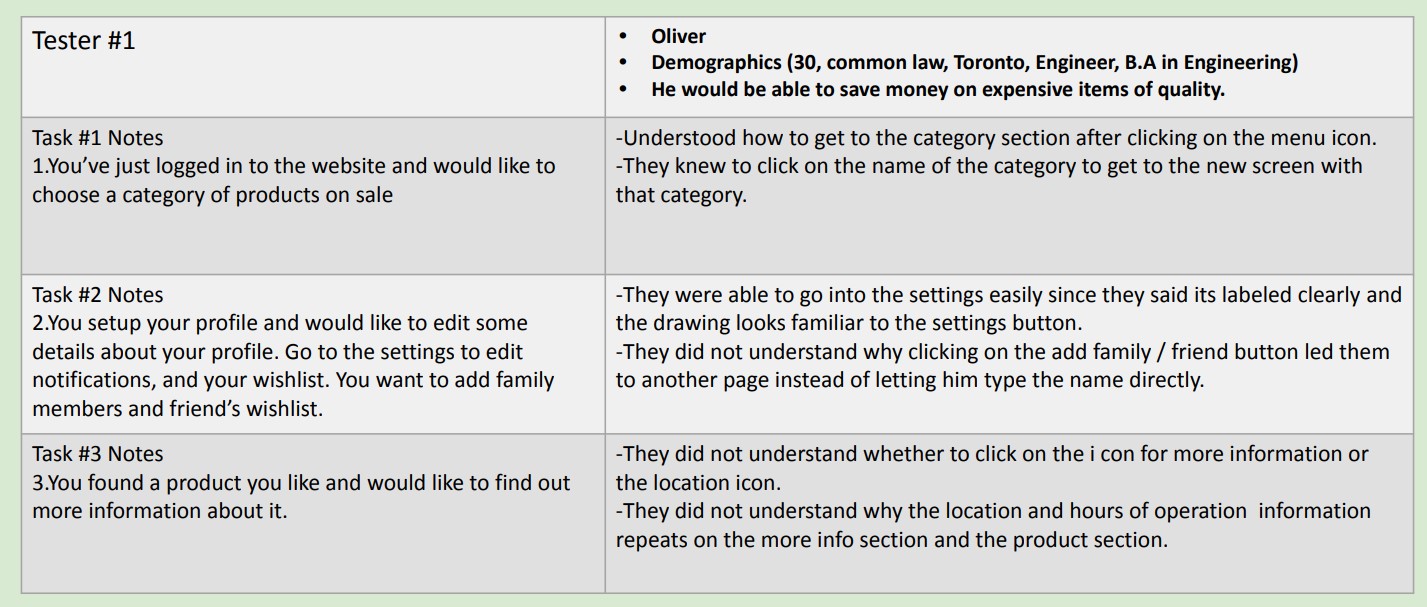 Tester #1
• Oliver
• Demographics (30, common law, Toronto, Engineer, B.A in Engineering)
• He would be able to save money on expensive items of quality.
Task #1 Notes
1.You’ve just logged in to the website and would like to
choose a category of products on sale
-Understood how to get to the category section after clicking on the menu icon.
-They knew to click on the name of the category to get to the new screen with
that category.
Task #2 Notes
2.You setup your profile and would like to edit some
details about your profile. Go to the settings to edit
notifications, and your wishlist. You want to add family
members and friend’s wishlist.
-They were able to go into the settings easily since they said its labeled clearly and
the drawing looks familiar to the settings button.
-They did not understand why clicking on the add family / friend button led them
to another page instead of letting him type the name directly.
Task #3 Notes
3.You found a product you like and would like to find out
more information about it.
-They did not understand whether to click on the i con for more information or
the location icon.
-They did not understand why the location and hours of operation  information
repeats on the more info section and the product section.